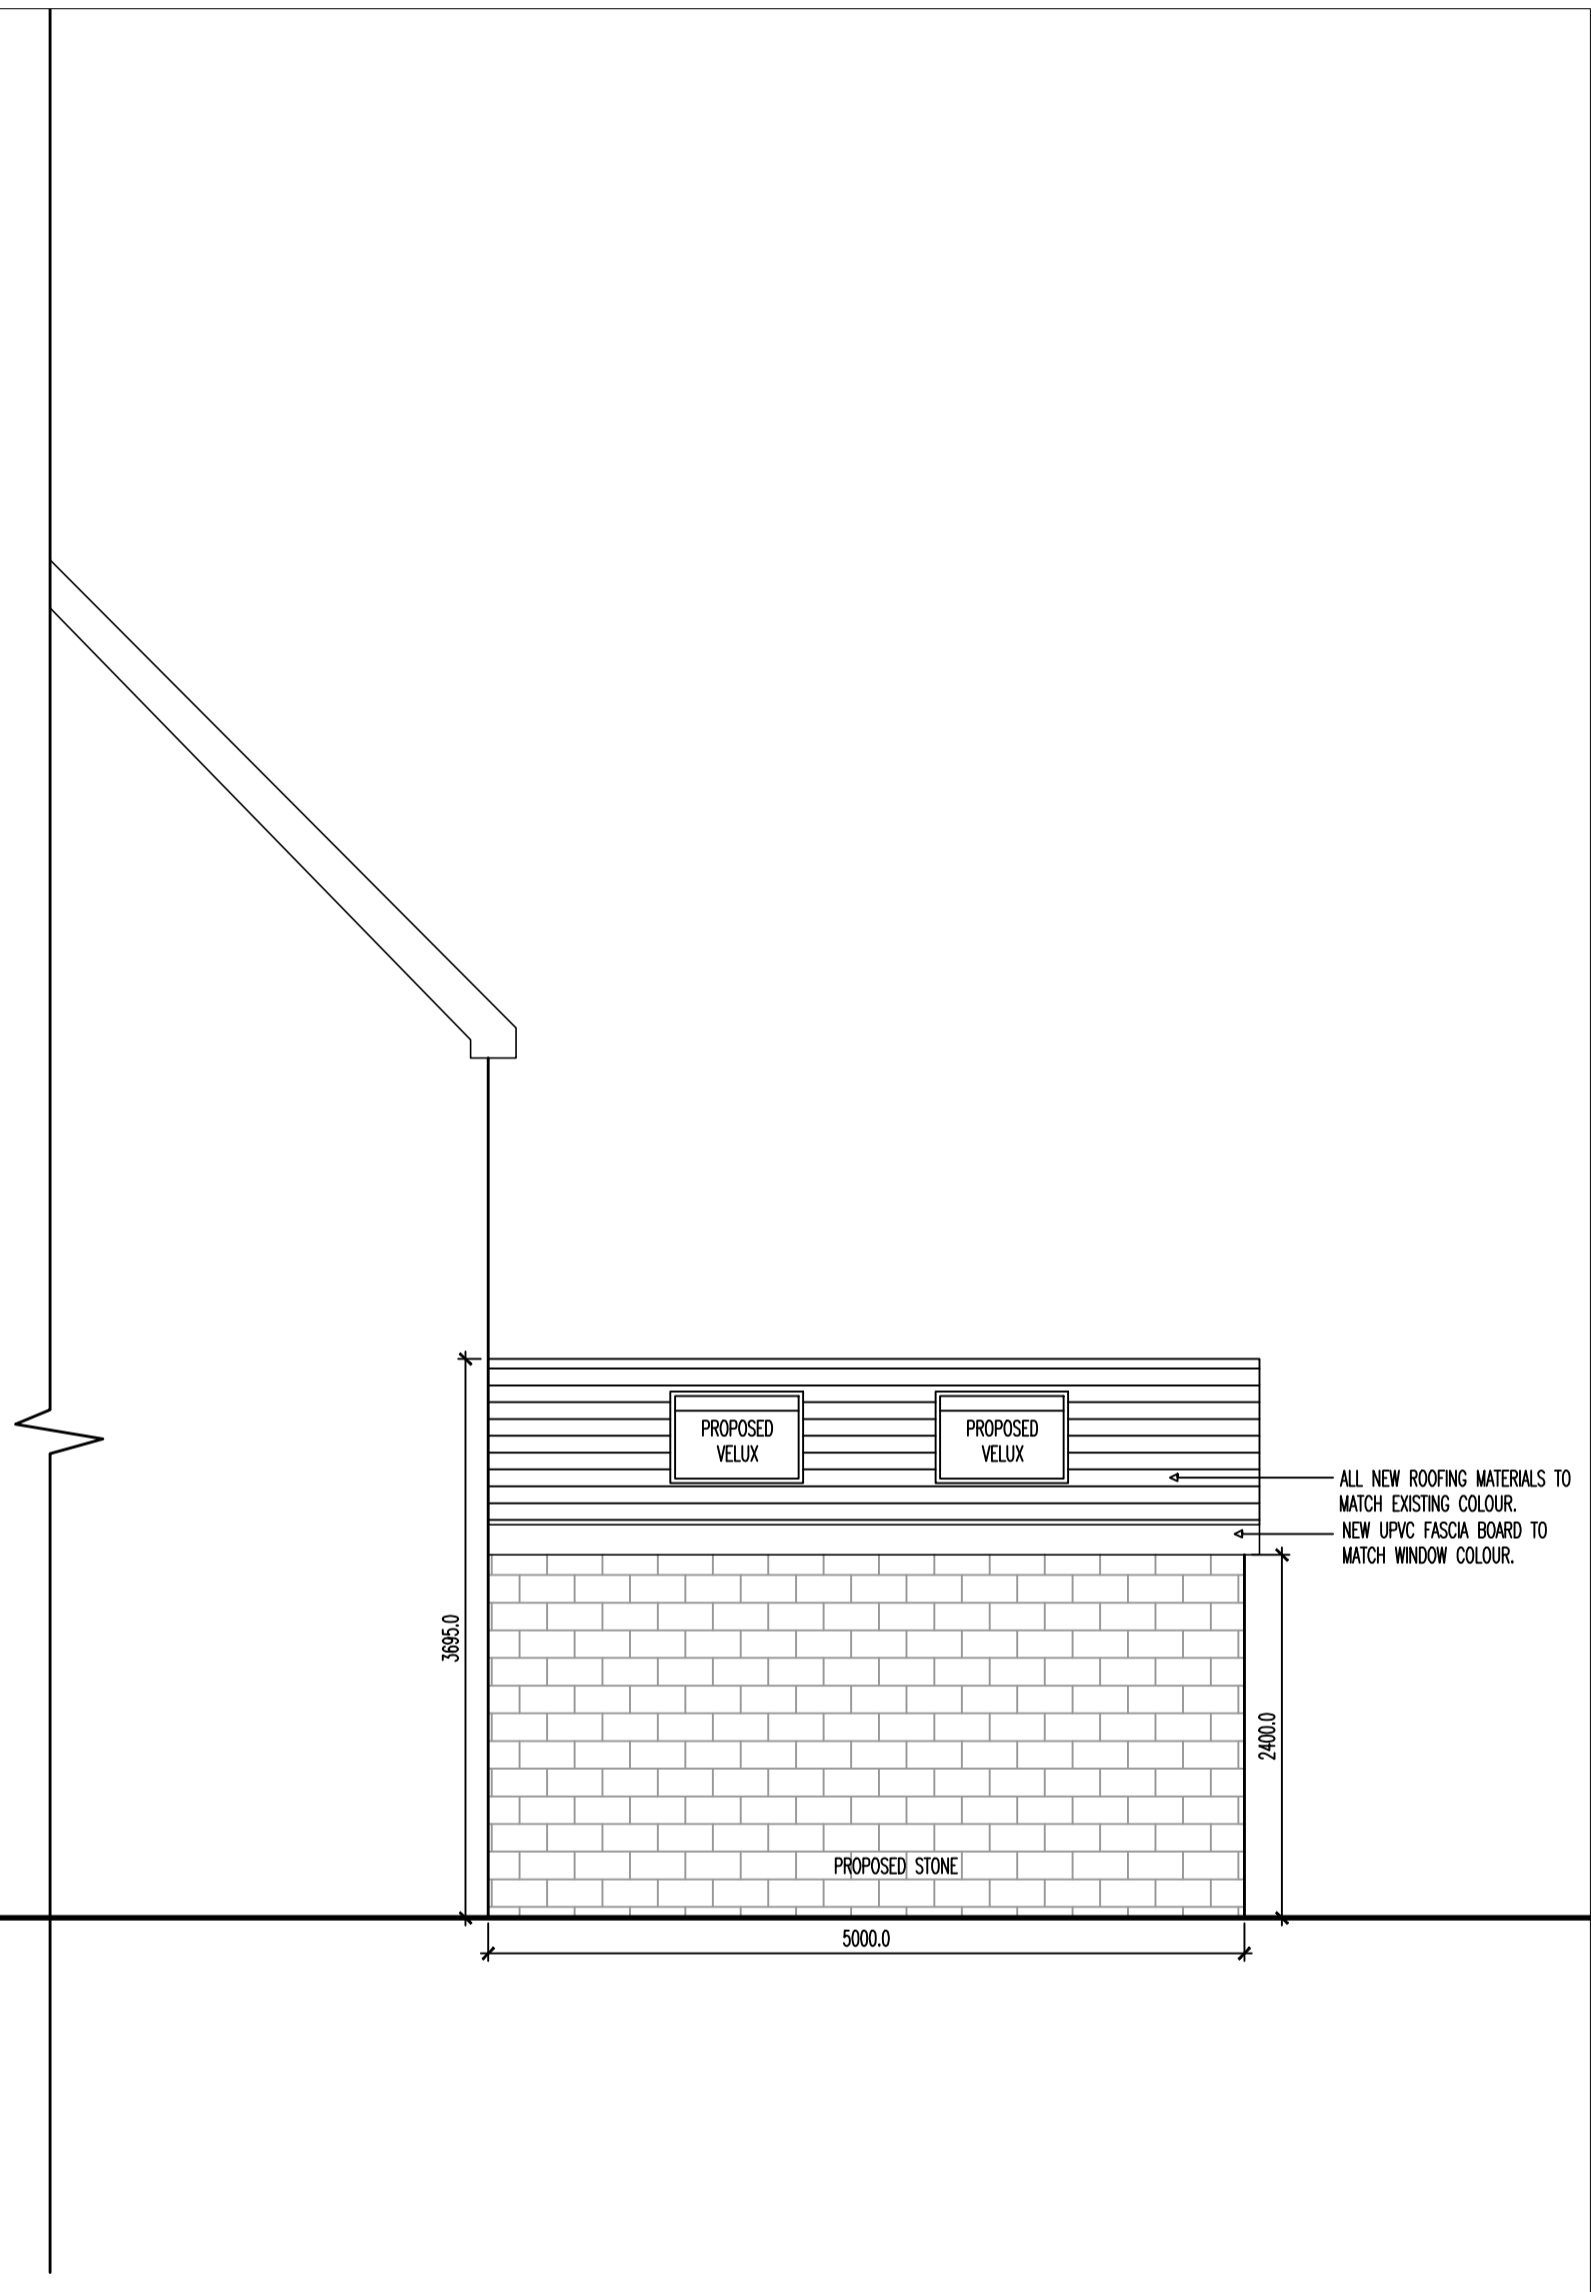 PROPOSED
VELUX
PROPOSED
VELUX
ALL NEW ROOFING MATERIALS TO
MATCH EXISTING COLOUR.
NEW UPVC FASCIA BOARD TO
MATCH WINDOW COLOUR.
3695.0
2400.0
PROPOSED STONE
5000.0